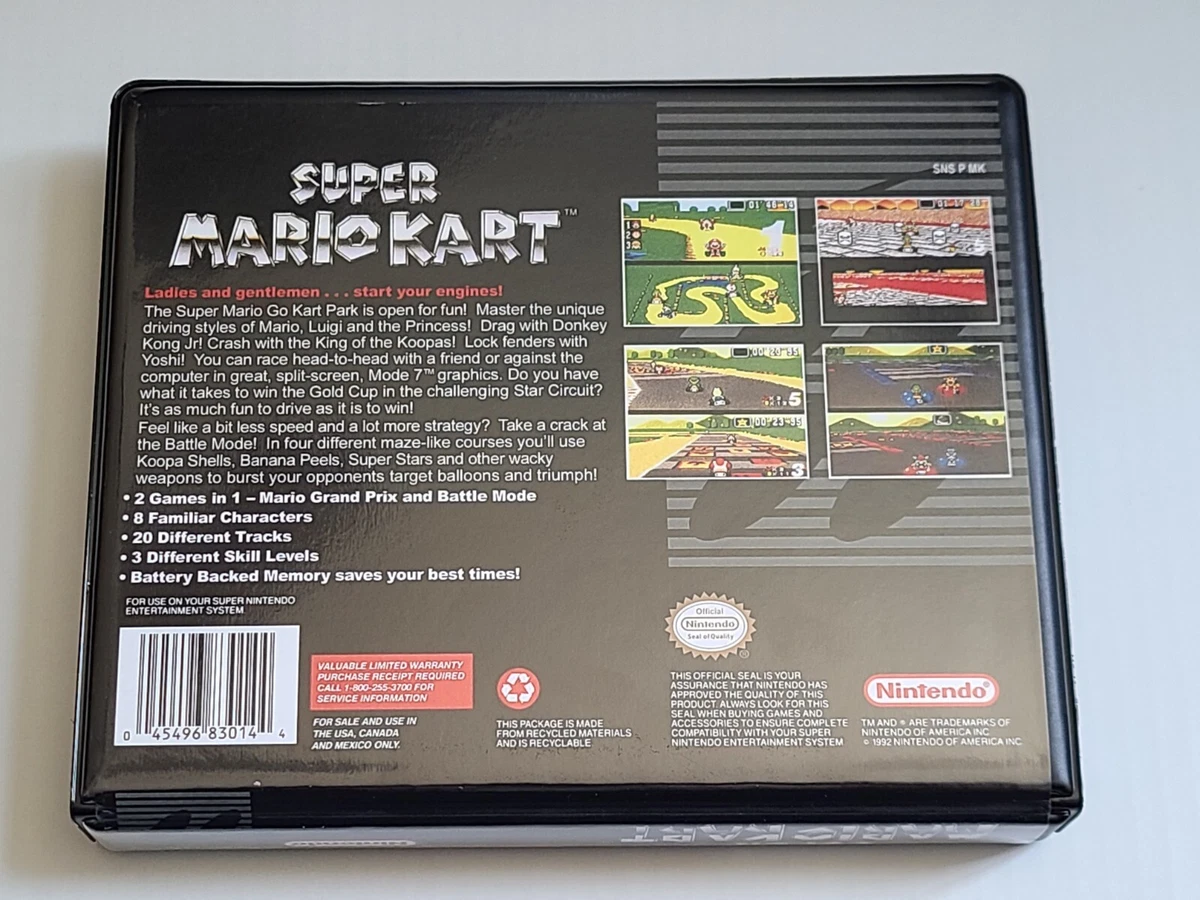 SNS P MK
SUPER
MARIO KART™
Ladies and gentlemen . . . start your engines!
The Super Mario Go Kart Park is open for fun! Master the unique
driving styles of Mario, Luigi and the Princess! Drag with Donkey
Kong Jr! Crash with the King of the Koopas! Lock fenders with
Yoshi! You can race head-to-head with a friend or against the
computer in great, split-screen, Mode 7™ graphics. Do you have
what it takes to win the Gold Cup in the challenging Star Circuit?
It's as much fun to drive as it is to win!
Feel like a bit less speed and a lot more strategy? Take a crack at
the Battle Mode! In four different maze-like courses you'll use
Koopa Shells, Banana Peels, Super Stars and other wacky
weapons to burst your opponents target balloons and triumph!
• 2 Games in 1 – Mario Grand Prix and Battle Mode
• 8 Familiar Characters
• 20 Different Tracks
• 3 Different Skill Levels
• Battery Backed Memory saves your best times!
FOR USE ON YOUR SUPER NINTENDO
ENTERTAINMENT SYSTEM
0 45496 83014 4
VALUABLE LIMITED WARRANTY
PURCHASE RECEIPT REQUIRED
CALL 1-800-255-3700 FOR
SERVICE INFORMATION
FOR SALE AND USE IN
THE USA, CANADA
AND MEXICO ONLY.
THIS PACKAGE IS MADE
FROM RECYCLED MATERIALS
AND IS RECYCLABLE
Official
Nintendo
Seal of Quality
®
THIS OFFICIAL SEAL IS YOUR
ASSURANCE THAT NINTENDO HAS
APPROVED THE QUALITY OF THIS
PRODUCT. ALWAYS LOOK FOR THIS
SEAL WHEN BUYING GAMES AND
ACCESSORIES TO ENSURE COMPLETE
COMPATIBILITY WITH YOUR SUPER
NINTENDO ENTERTAINMENT SYSTEM
Nintendo®
TM AND ® ARE TRADEMARKS OF
NINTENDO OF AMERICA INC
© 1992 NINTENDO OF AMERICA INC.
1
00'23"95
5
3
Nintendo
MARIO KART